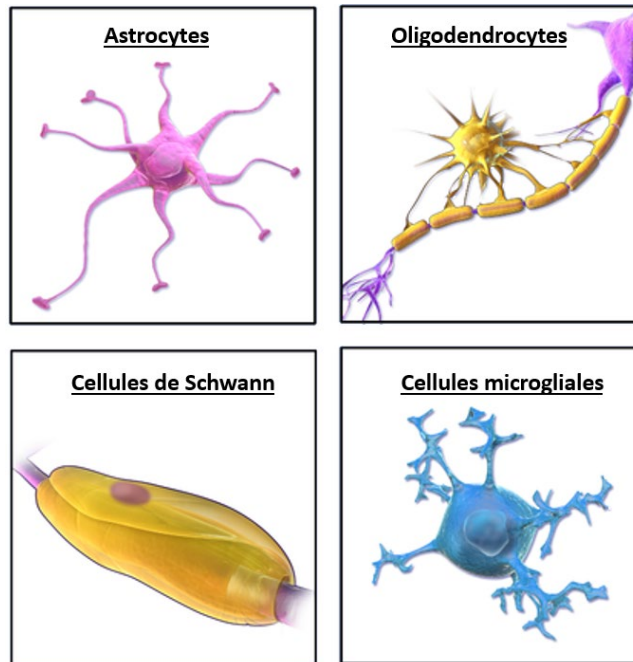 Astrocytes
Oligodendrocytes
Cellules de Schwann
Cellules microgliales